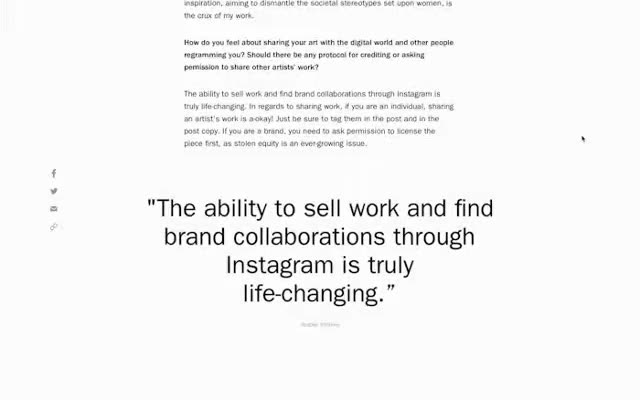 inspiration, aiming to dismantle the societal stereotypes set upon women, is
the crux of my work.
How do you feel about sharing your art with the digital world and other people
regramming you? Should there be any protocol for crediting or asking
permission to share other artists' work?
The ability to sell work and find brand collaborations through Instagram is
truly life-changing. In regards to sharing work, if you are an individual, sharing
an artist's work is a-okay! Just be sure to tag them in the post and in the
post copy. If you are a brand, you need to ask permission to license the
piece first, as stolen equity is an ever-growing issue.
"The ability to sell work and find
brand collaborations through
Instagram is truly
life-changing.”